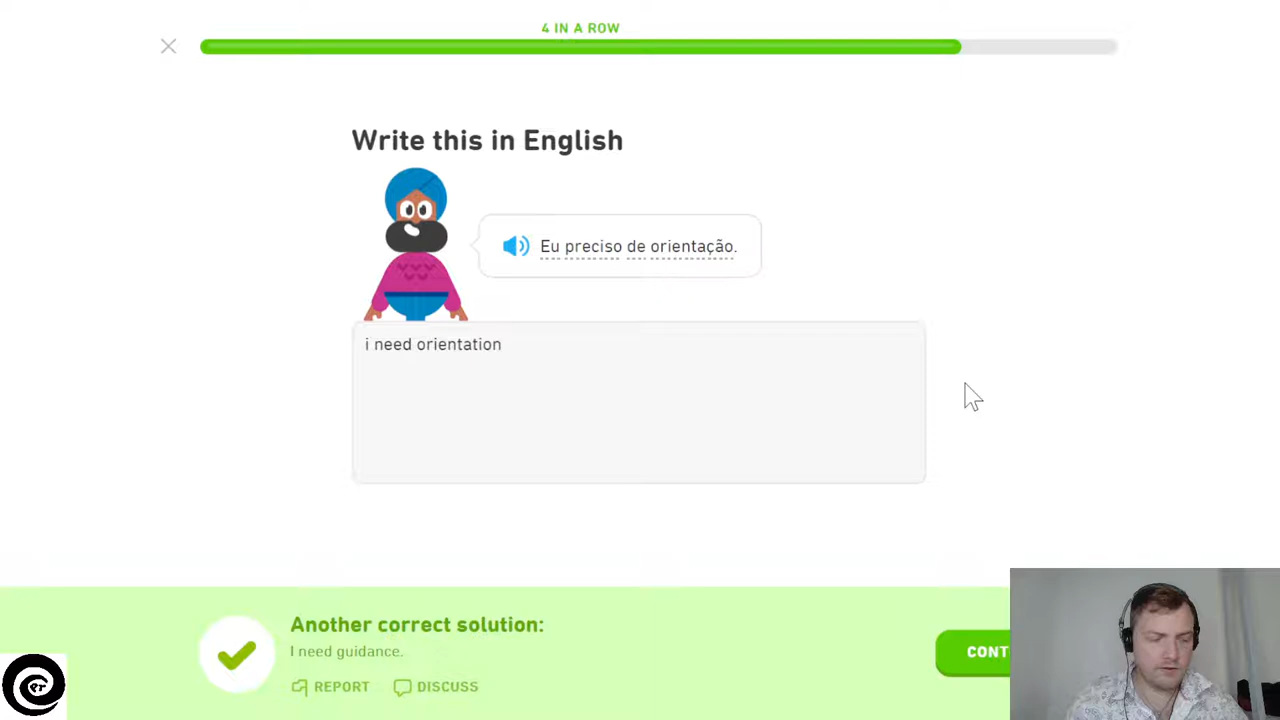 4 IN A ROW
Write this in English
Eu preciso de orientação.
i need orientation
Another correct solution:
I need guidance.
REPORT
DISCUSS
CONT